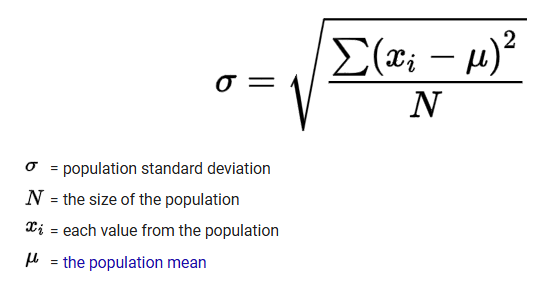 σ = √(∑(xᵢ − μ)² / N)
σ = population standard deviation
N = the size of the population
xᵢ = each value from the population
μ = the population mean